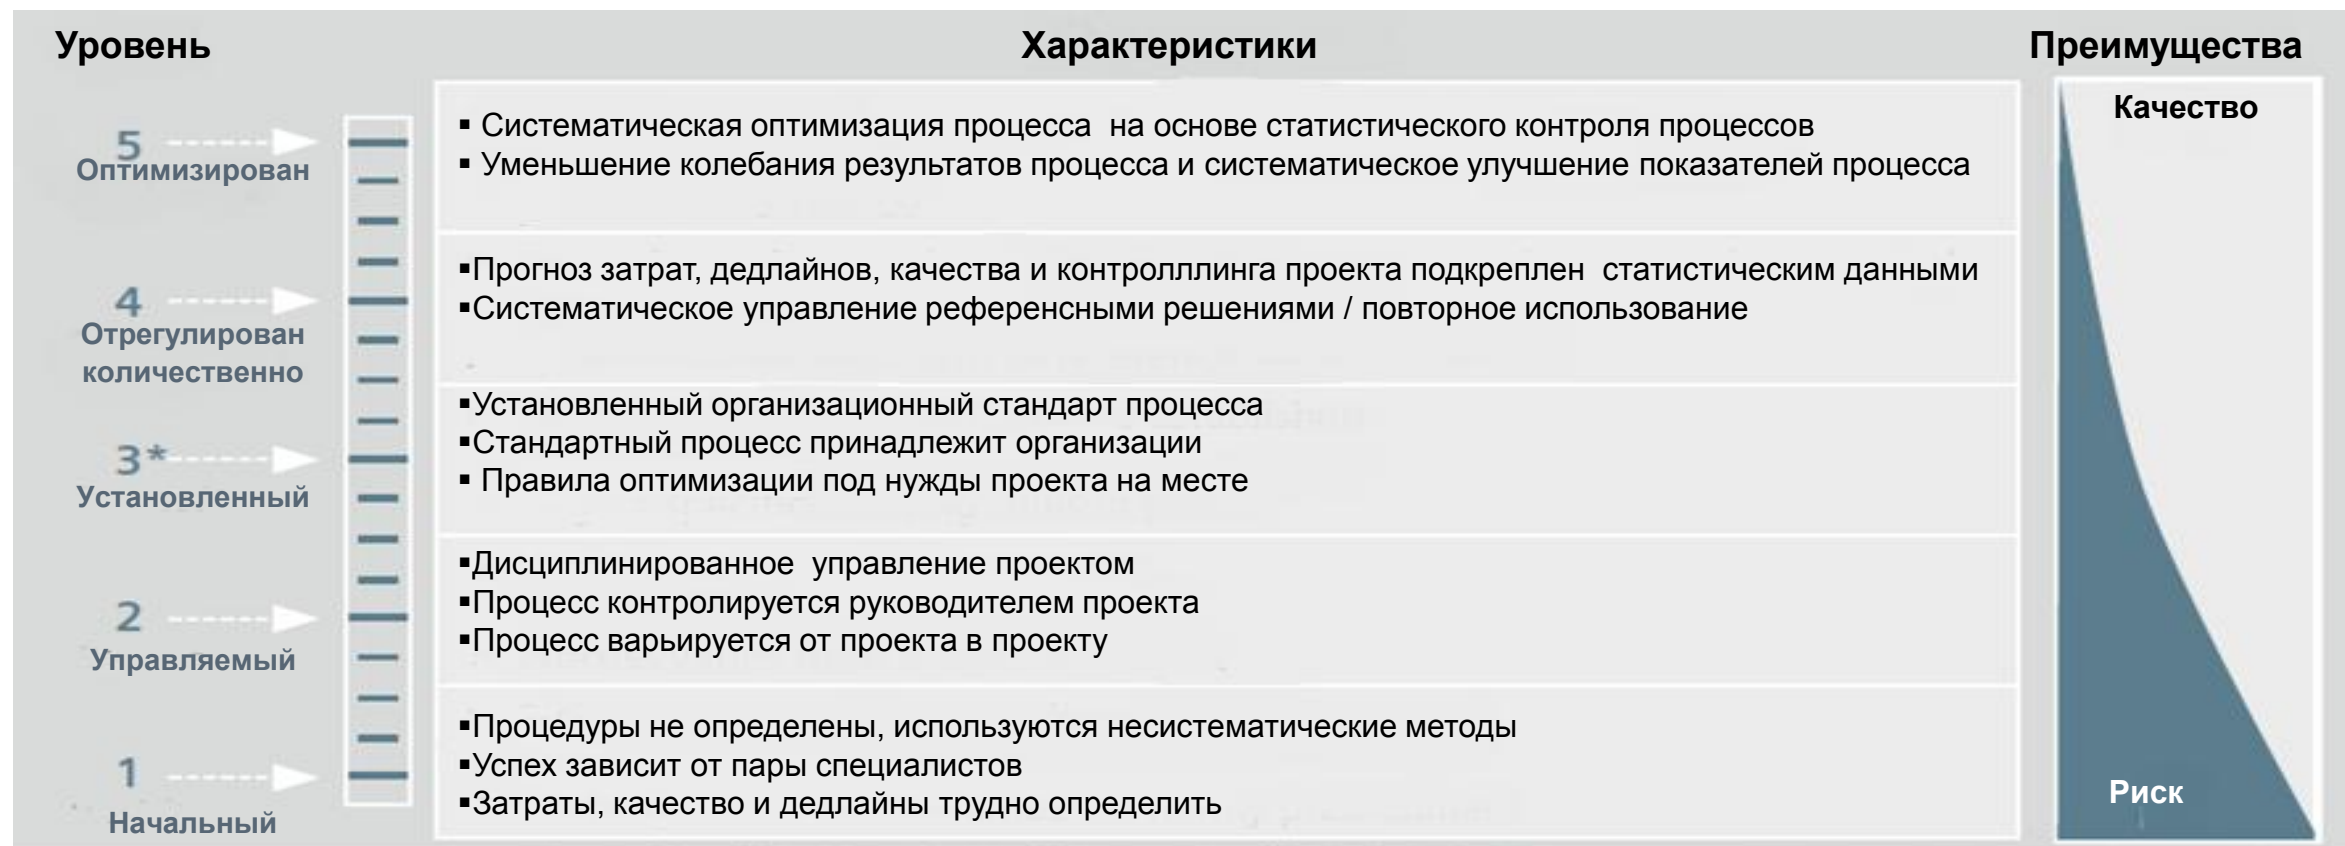 Уровень
Характеристики
Преимущества
5
Оптимизирован
▪ Систематическая оптимизация процесса на основе статистического контроля процессов
▪ Уменьшение колебания результатов процесса и систематическое улучшение показателей процесса
Качество
4
Отрегулирован
количественно
▪Прогноз затрат, дедлайнов, качества и контролллинга проекта подкреплен статистическим данными
▪Систематическое управление референсными решениями / повторное использование
3*
Установленный
▪Установленный организационный стандарт процесса
▪Стандартный процесс принадлежит организации
▪ Правила оптимизации под нужды проекта на месте
2
Управляемый
▪Дисциплинированное управление проектом
▪Процесс контролируется руководителем проекта
▪Процесс варьируется от проекта в проекту
1
Начальный
▪Процедуры не определены, используются несистематические методы
▪Успех зависит от пары специалистов
▪Затраты, качество и дедлайны трудно определить
Риск